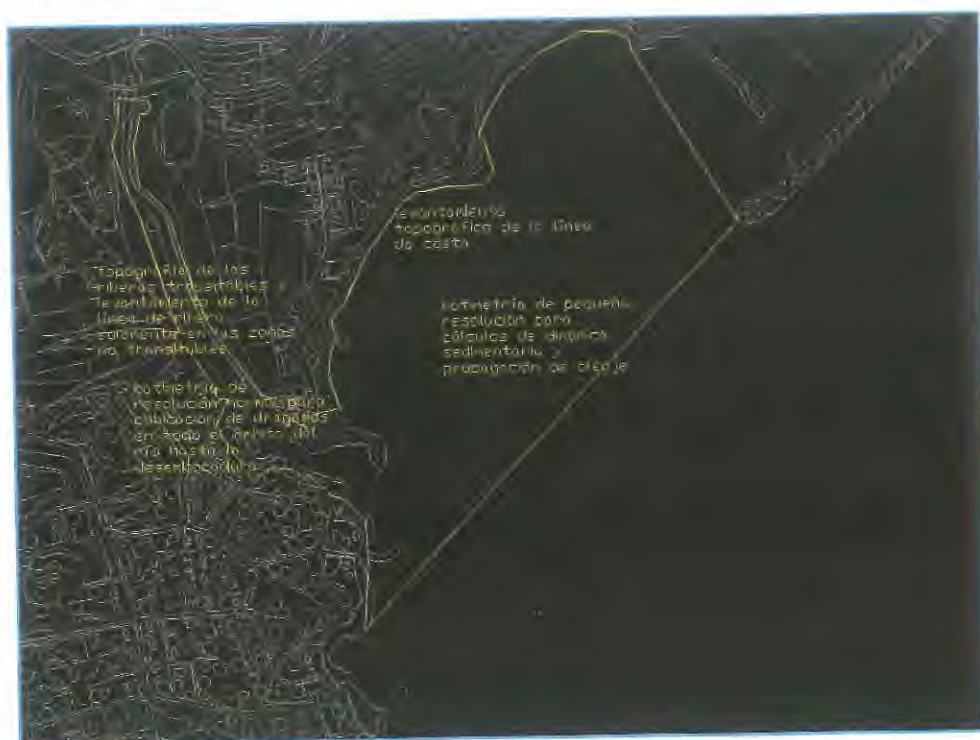 levantamiento
topográfico de la línea
de costa
topografía de las
riberas transitables y
levantamiento de la
línea de ribera
solamente en las zonas
no transitables
batimetría de pequeña
resolución para
cálculos de dinámica
sedimentaria y
propagación de oleaje
batimetría de
resolución normal para
cubicación de dragados
en todo el del
río hasta la
desembocadura